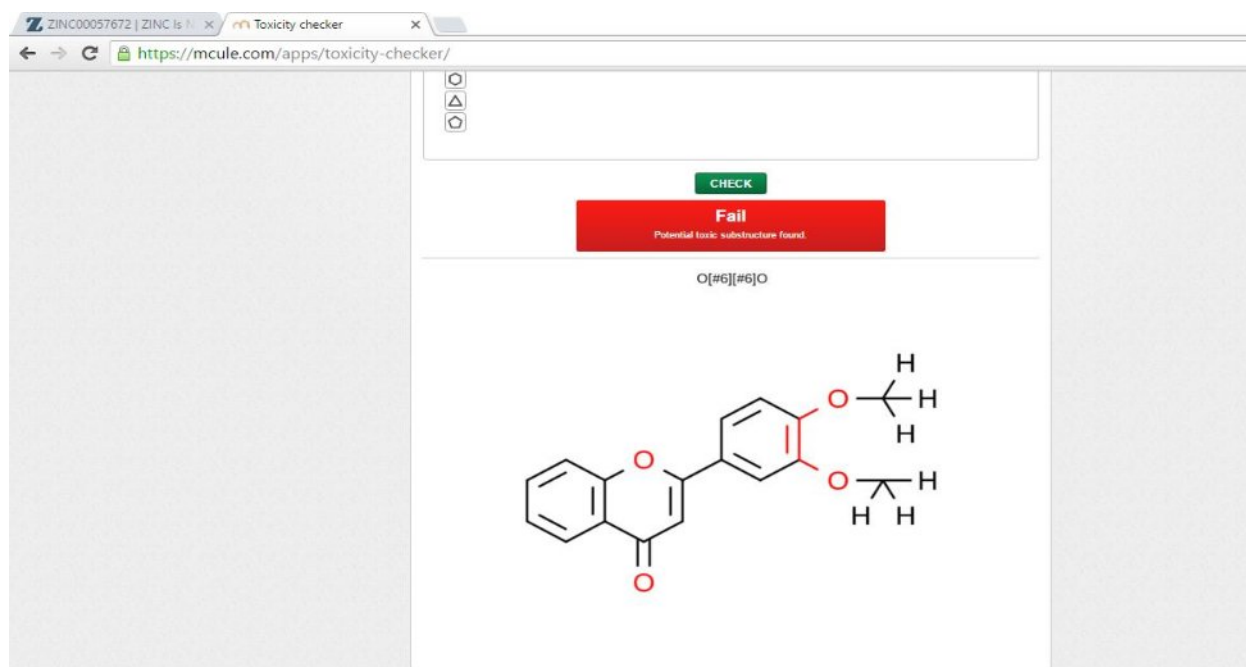 ZINC00057672 | ZINC Is N
Toxicity checker
https://mcule.com/apps/toxicity-checker/
CHECK
Fail
Potential toxic substructure found.
O[#6][#6]O
H
O H
H
O O H
H H
O